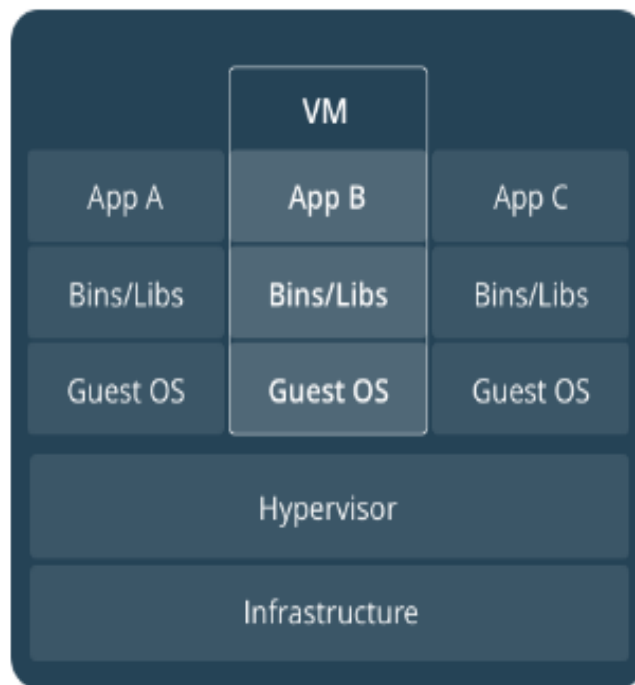 VM
App A
App B
App C
Bins/Libs
Bins/Libs
Bins/Libs
Guest OS
Guest OS
Guest OS
Hypervisor
Infrastructure